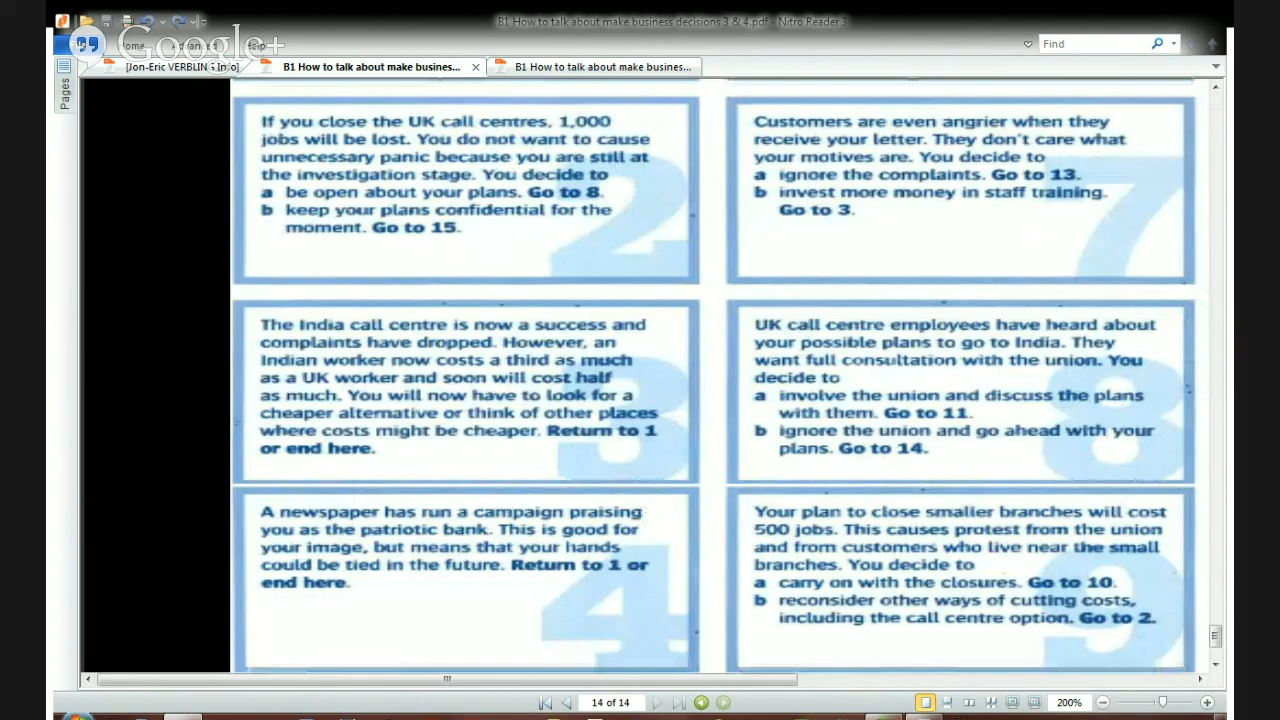 B1 How to talk about make business decisions 3 & 4.pdf - Nitro Reader 3
Google+
Help
Find
[Jon-Eric VERBLING Info]
B1 How to talk about make busines...
B1 How to talk about make busines...
Pages
If you close the UK call centres, 1,000
jobs will be lost. You do not want to cause
unnecessary panic because you are still at
the investigation stage. You decide to
a be open about your plans. Go to 8.
b keep your plans confidential for the
moment. Go to 15.
2
Customers are even angrier when they
receive your letter. They don't care what
your motives are. You decide to
a ignore the complaints. Go to 13.
b invest more money in staff training.
Go to 3.
7
The India call centre is now a success and
complaints have dropped. However, an
Indian worker now costs a third as much
as a UK worker and soon will cost half
as much. You will now have to look for a
cheaper alternative or think of other places
where costs might be cheaper. Return to 1
or end here.
3
UK call centre employees have heard about
your possible plans to go to India. They
want full consultation with the union. You
decide to
a involve the union and discuss the plans
with them. Go to 11.
b ignore the union and go ahead with your
plans. Go to 14.
8
A newspaper has run a campaign praising
you as the patriotic bank. This is good for
your image, but means that your hands
could be tied in the future. Return to 1 or
end here.
4
Your plan to close smaller branches will cost
500 jobs. This causes protest from the union
and from customers who live near the small
branches. You decide to
a carry on with the closures. Go to 10.
b reconsider other ways of cutting costs,
including the call centre option. Go to 2.
9
14 of 14
200%